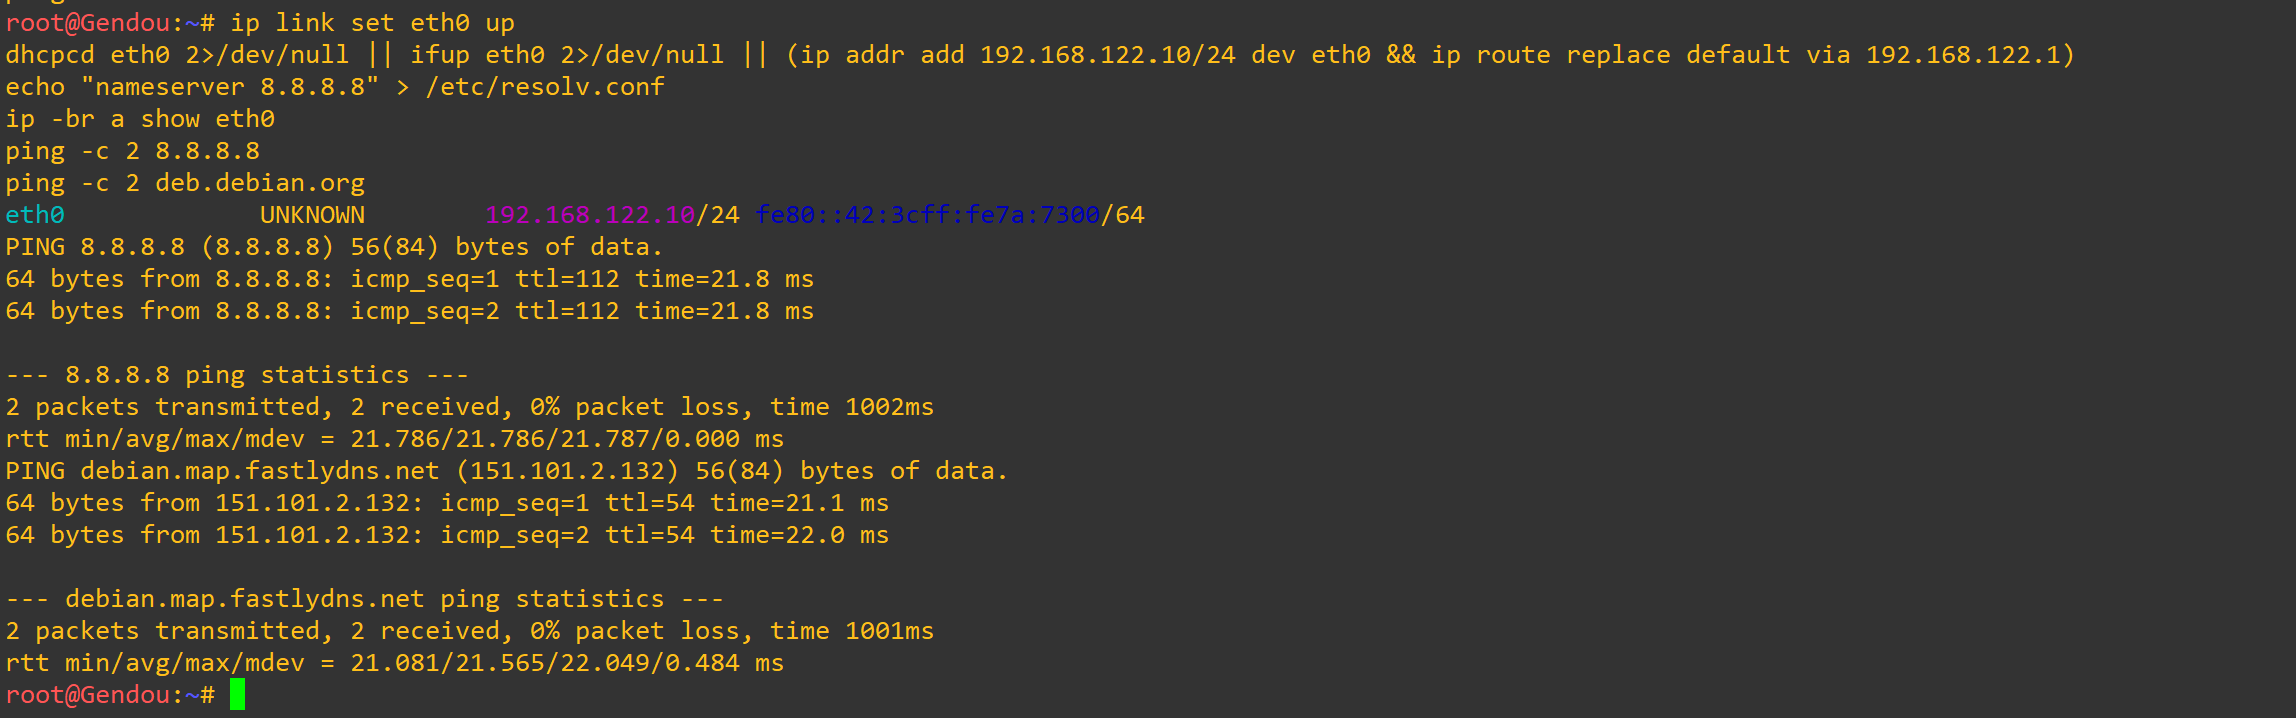 root@Gendou:~# ip link set eth0 up
dhcpcd eth0 2>/dev/null || ifup eth0 2>/dev/null || (ip addr add 192.168.122.10/24 dev eth0 && ip route replace default via 192.168.122.1)
echo "nameserver 8.8.8.8" > /etc/resolv.conf
ip -br a show eth0
ping -c 2 8.8.8.8
ping -c 2 deb.debian.org
eth0             UNKNOWN        192.168.122.10/24 fe80::42:3cff:fe7a:7300/64
PING 8.8.8.8 (8.8.8.8) 56(84) bytes of data.
64 bytes from 8.8.8.8: icmp_seq=1 ttl=112 time=21.8 ms
64 bytes from 8.8.8.8: icmp_seq=2 ttl=112 time=21.8 ms

--- 8.8.8.8 ping statistics ---
2 packets transmitted, 2 received, 0% packet loss, time 1002ms
rtt min/avg/max/mdev = 21.786/21.786/21.787/0.000 ms
PING debian.map.fastlydns.net (151.101.2.132) 56(84) bytes of data.
64 bytes from 151.101.2.132: icmp_seq=1 ttl=54 time=21.1 ms
64 bytes from 151.101.2.132: icmp_seq=2 ttl=54 time=22.0 ms

--- debian.map.fastlydns.net ping statistics ---
2 packets transmitted, 2 received, 0% packet loss, time 1001ms
rtt min/avg/max/mdev = 21.081/21.565/22.049/0.484 ms
root@Gendou:~#